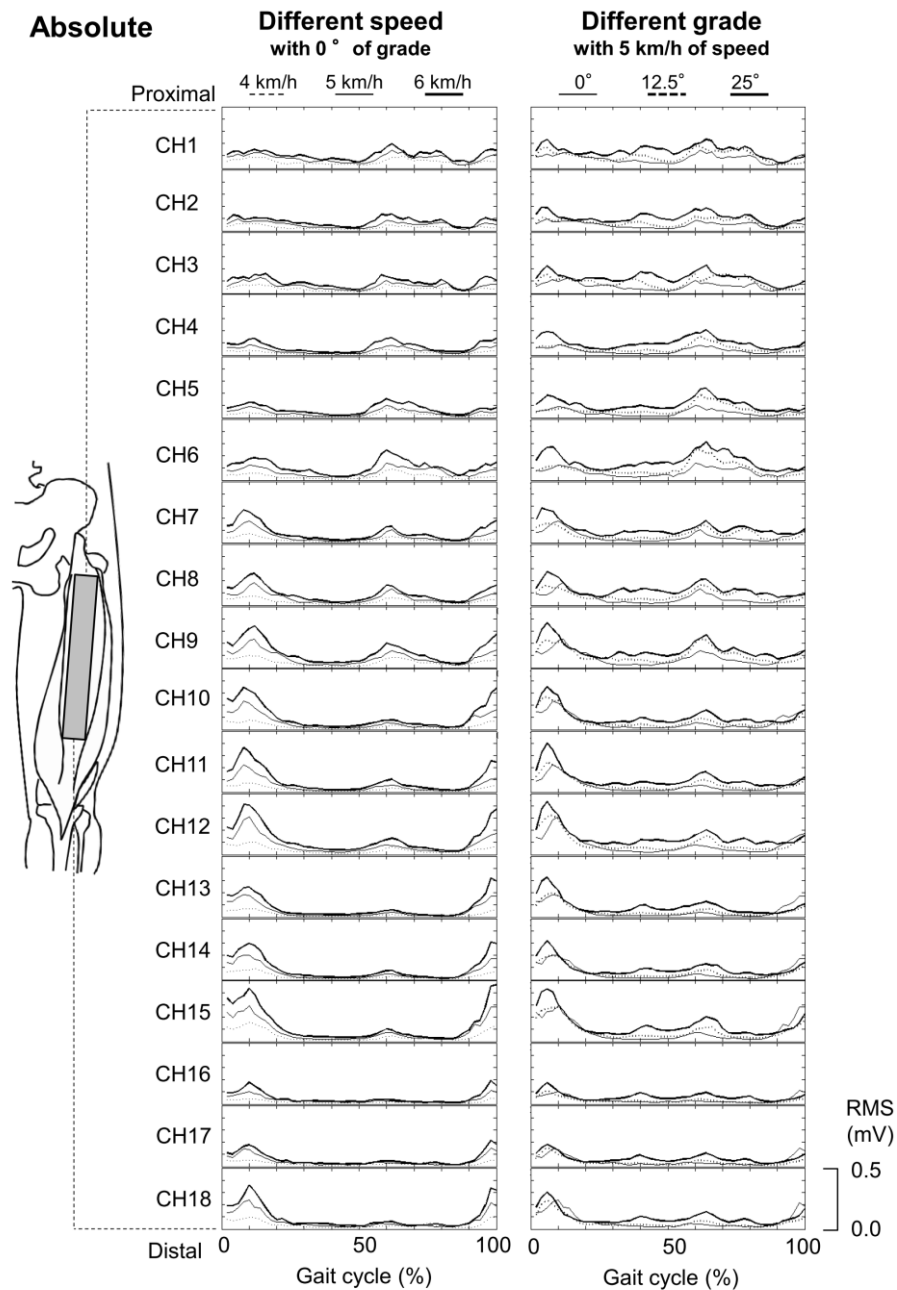 Absolute
Different speed
with 0° of grade
Different grade
with 5 km/h of speed
4 km/h 5 km/h 6 km/h
0° 12.5° 25°
Proximal
CH1
CH2
CH3
CH4
CH5
CH6
CH7
CH8
CH9
CH10
CH11
CH12
CH13
CH14
CH15
CH16
CH17
CH18
Distal
RMS
(mV)
0.5
0.0
0 50 100
0 50 100
Gait cycle (%)
Gait cycle (%)